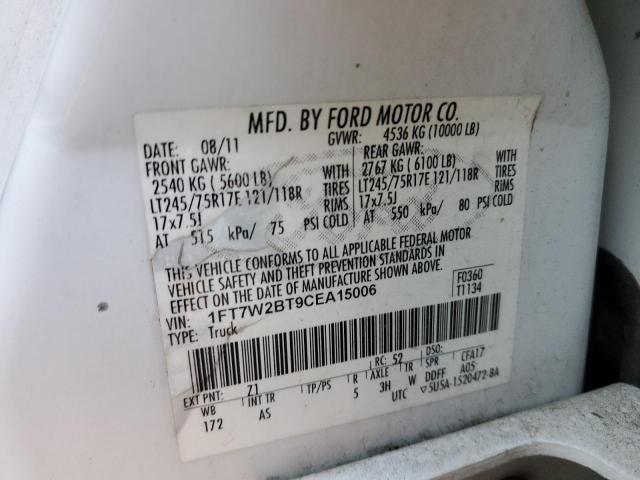 MFD. BY FORD MOTOR CO.
DATE: 08/11 GVWR: 4536 KG (10000 LB)
FRONT GAWR: REAR GAWR:
2540 KG ( 5600 LB) WITH 2767 KG ( 6100 LB) WITH
LT245/75R17E 121/118R TIRES LT245/75R17E 121/118R TIRES
17x7.5J RIMS 17x7.5J RIMS
AT 515 kPa/ 75 PSI COLD AT 550 kPa/ 80 PSI COLD
THIS VEHICLE CONFORMS TO ALL APPLICABLE FEDERAL MOTOR
VEHICLE SAFETY AND THEFT PREVENTION STANDARDS IN
EFFECT ON THE DATE OF MANUFACTURE SHOWN ABOVE.
VIN: 1FT7W2BT9CEA15006 F0360
TYPE: Truck T1134
RC: 52 DSO:
EXT PNT: Z1 CFA17
WB INT TR TP/PS R AXLE TR SPR A05
172 AS 5 3H W DDFF
UTC ▽5U5A-1520472-BA